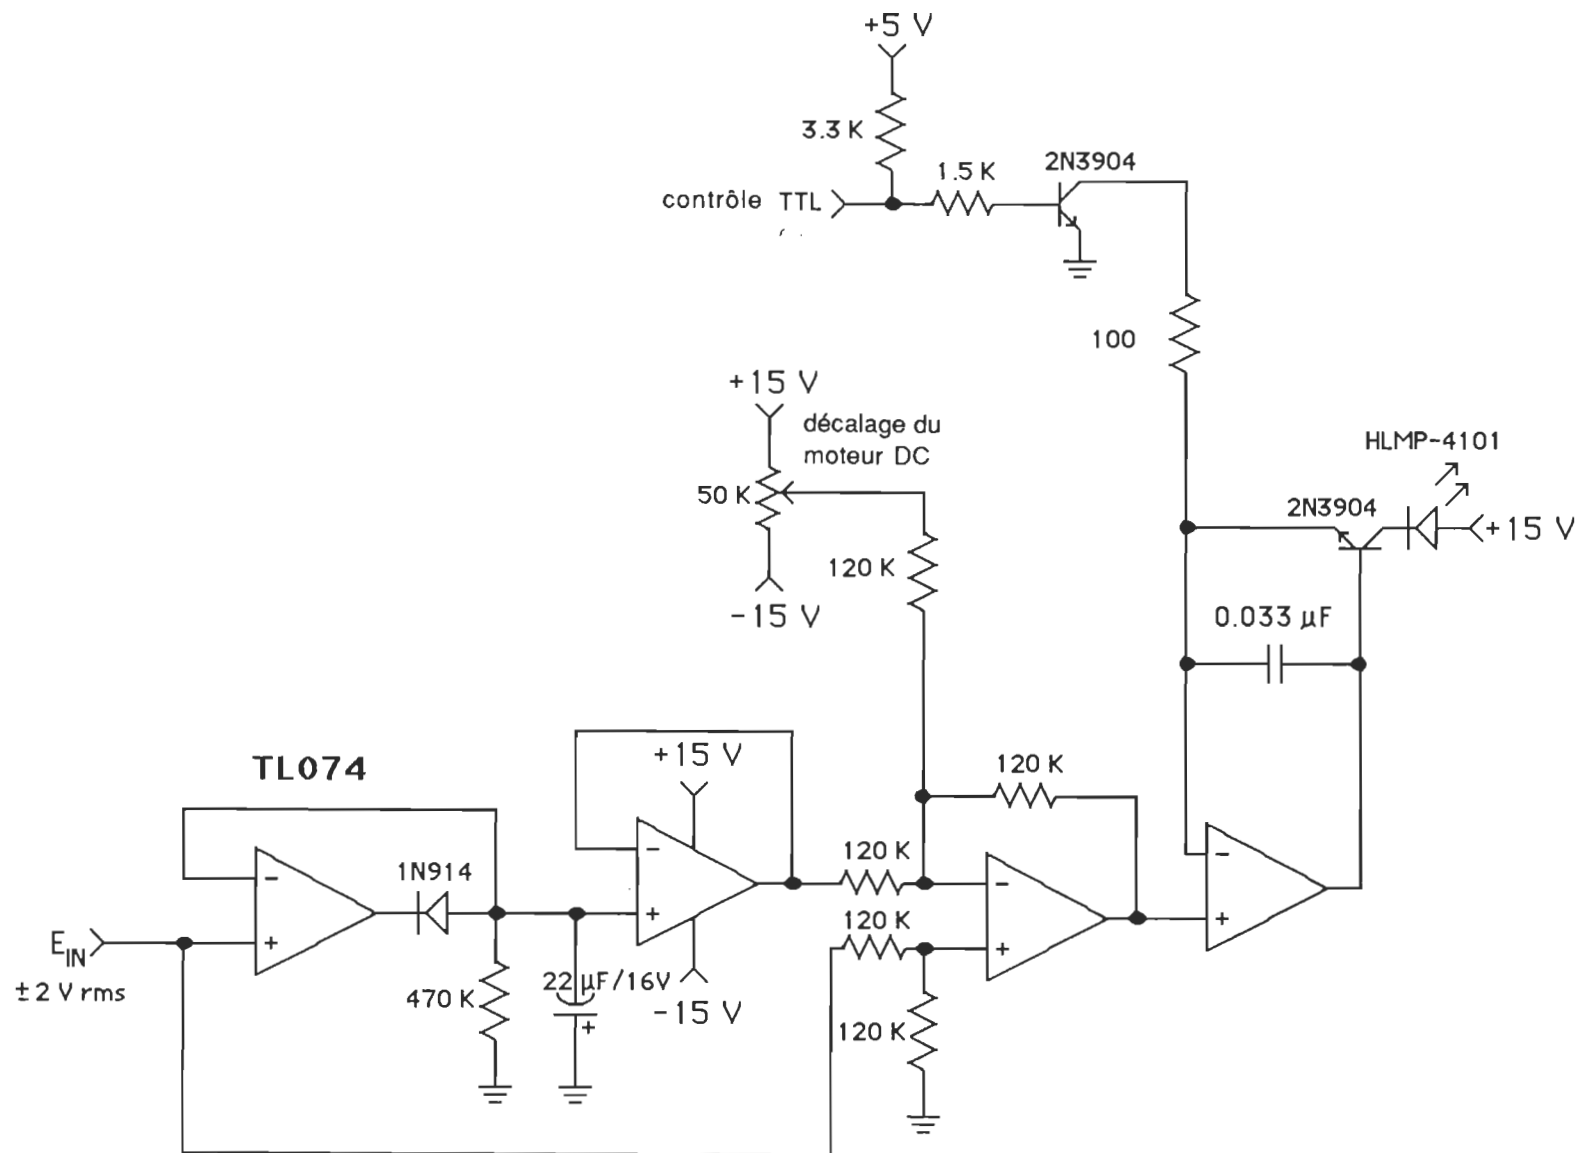 +5 V
3.3 K
1.5 K
2N3904
contrôle TTL
100
+15 V
décalage du
moteur DC
50 K
-15 V
120 K
HLMP-4101
2N3904
+15 V
0.033 µF
TL074
+15 V
120 K
1N914
120 K
-
-
-
-
+
+
+
+
120 K
E_IN
± 2 V rms
470 K
22 µF/16V
+
-15 V
120 K